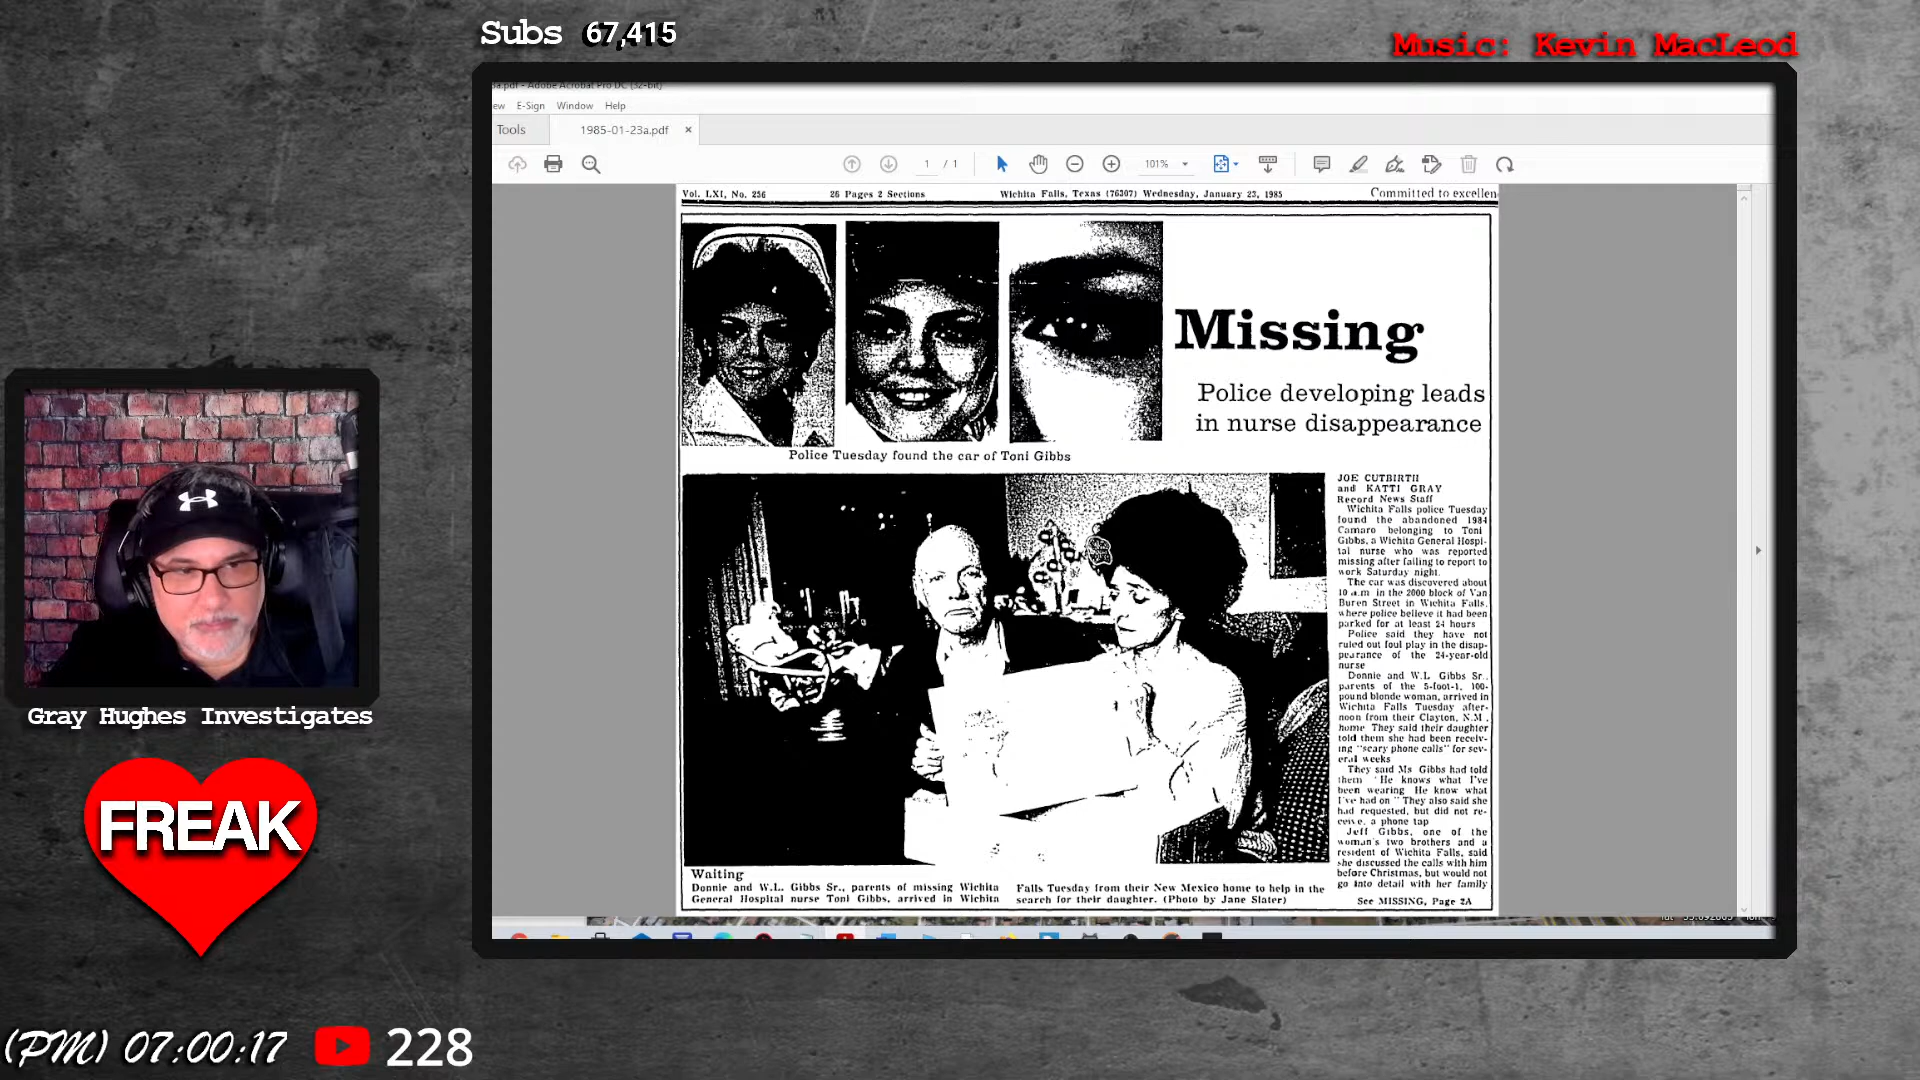 Subs 67,415
Music: Kevin MacLeod
3a.pdf - Adobe Acrobat Pro DC (32-bit)
ew E-Sign Window Help
Tools 1985-01-23a.pdf ×
1 / 1 101%
Vol. LXI, No. 256 26 Pages 2 Sections Wichita Falls, Texas (76307) Wednesday, January 23, 1985 Committed to excellen
Missing
Police developing leads
in nurse disappearance
Police Tuesday found the car of Toni Gibbs
JOE CUTBIRTH
and KATTI GRAY
Record News Staff
Wichita Falls police Tuesday
found the abandoned 1984
Camaro belonging to Toni
Gibbs, a Wichita General Hospi-
tal nurse who was reported
missing after failing to report to
work Saturday night.
The car was discovered about
10 a.m in the 2000 block of Van
Buren Street in Wichita Falls,
where police believe it had been
parked for at least 24 hours
Police said they have not
ruled out foul play in the disap-
pearance of the 24-year-old
nurse
Donnie and W.L Gibbs Sr.,
parents of the 5-foot-1, 100-
pound blonde woman, arrived in
Wichita Falls Tuesday after-
noon from their Clayton, N.M.,
home They said their daughter
told them she had been receiv-
ing "scary phone calls" for sev-
eral weeks
They said Ms Gibbs had told
them 'He knows what I've
been wearing He know what
I've had on " They also said she
had requested, but did not re-
ceive, a phone tap
Jeff Gibbs, one of the
woman's two brothers and a
resident of Wichita Falls, said
she discussed the calls with him
before Christmas, but would not
go into detail with her family
See MISSING, Page 2A
Waiting
Donnie and W.L. Gibbs Sr., parents of missing Wichita
General Hospital nurse Toni Gibbs, arrived in Wichita
Falls Tuesday from their New Mexico home to help in the
search for their daughter. (Photo by Jane Slater)
Gray Hughes Investigates
FREAK
(PM) 07:00:17 228